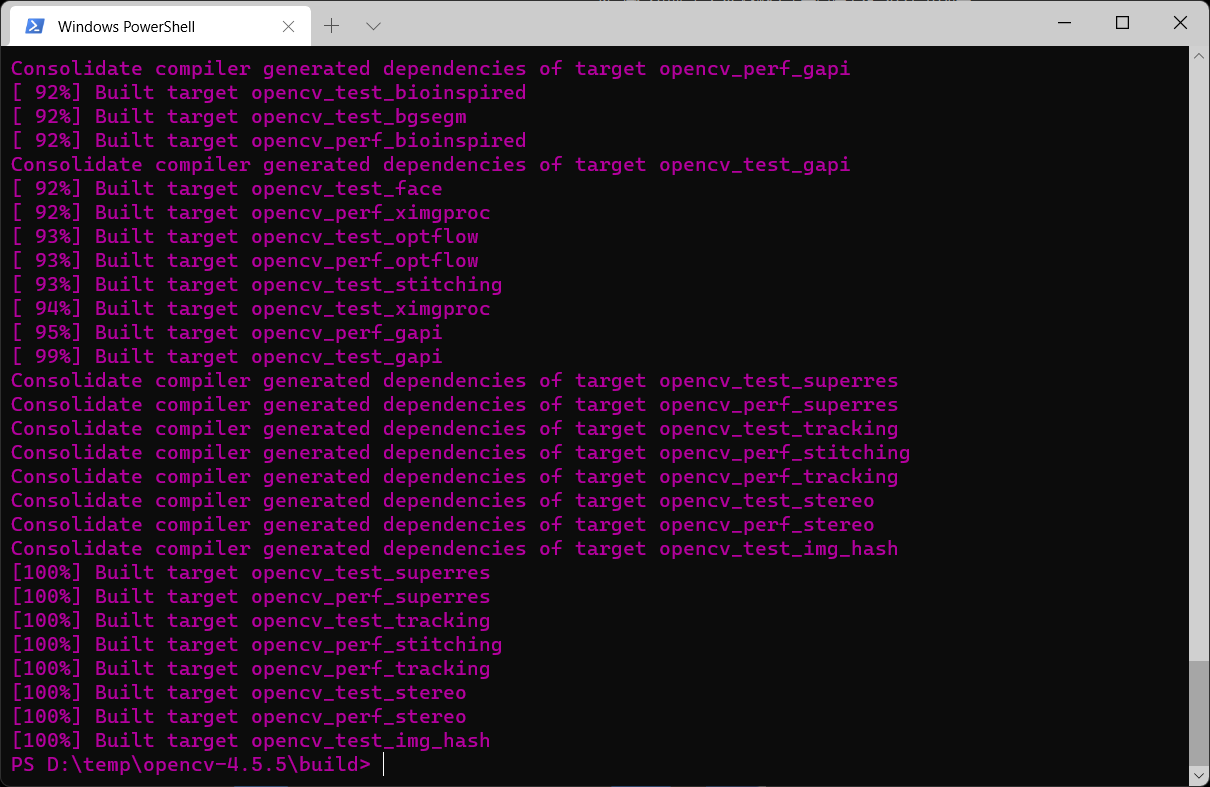 Windows PowerShell
Consolidate compiler generated dependencies of target opencv_perf_gapi
[ 92%] Built target opencv_test_bioinspired
[ 92%] Built target opencv_test_bgsegm
[ 92%] Built target opencv_perf_bioinspired
Consolidate compiler generated dependencies of target opencv_test_gapi
[ 92%] Built target opencv_test_face
[ 92%] Built target opencv_perf_ximgproc
[ 93%] Built target opencv_test_optflow
[ 93%] Built target opencv_perf_optflow
[ 93%] Built target opencv_test_stitching
[ 94%] Built target opencv_test_ximgproc
[ 95%] Built target opencv_perf_gapi
[ 99%] Built target opencv_test_gapi
Consolidate compiler generated dependencies of target opencv_test_superres
Consolidate compiler generated dependencies of target opencv_perf_superres
Consolidate compiler generated dependencies of target opencv_test_tracking
Consolidate compiler generated dependencies of target opencv_perf_stitching
Consolidate compiler generated dependencies of target opencv_perf_tracking
Consolidate compiler generated dependencies of target opencv_test_stereo
Consolidate compiler generated dependencies of target opencv_perf_stereo
Consolidate compiler generated dependencies of target opencv_test_img_hash
[100%] Built target opencv_test_superres
[100%] Built target opencv_perf_superres
[100%] Built target opencv_test_tracking
[100%] Built target opencv_perf_stitching
[100%] Built target opencv_perf_tracking
[100%] Built target opencv_test_stereo
[100%] Built target opencv_perf_stereo
[100%] Built target opencv_test_img_hash
PS D:\temp\opencv-4.5.5\build>